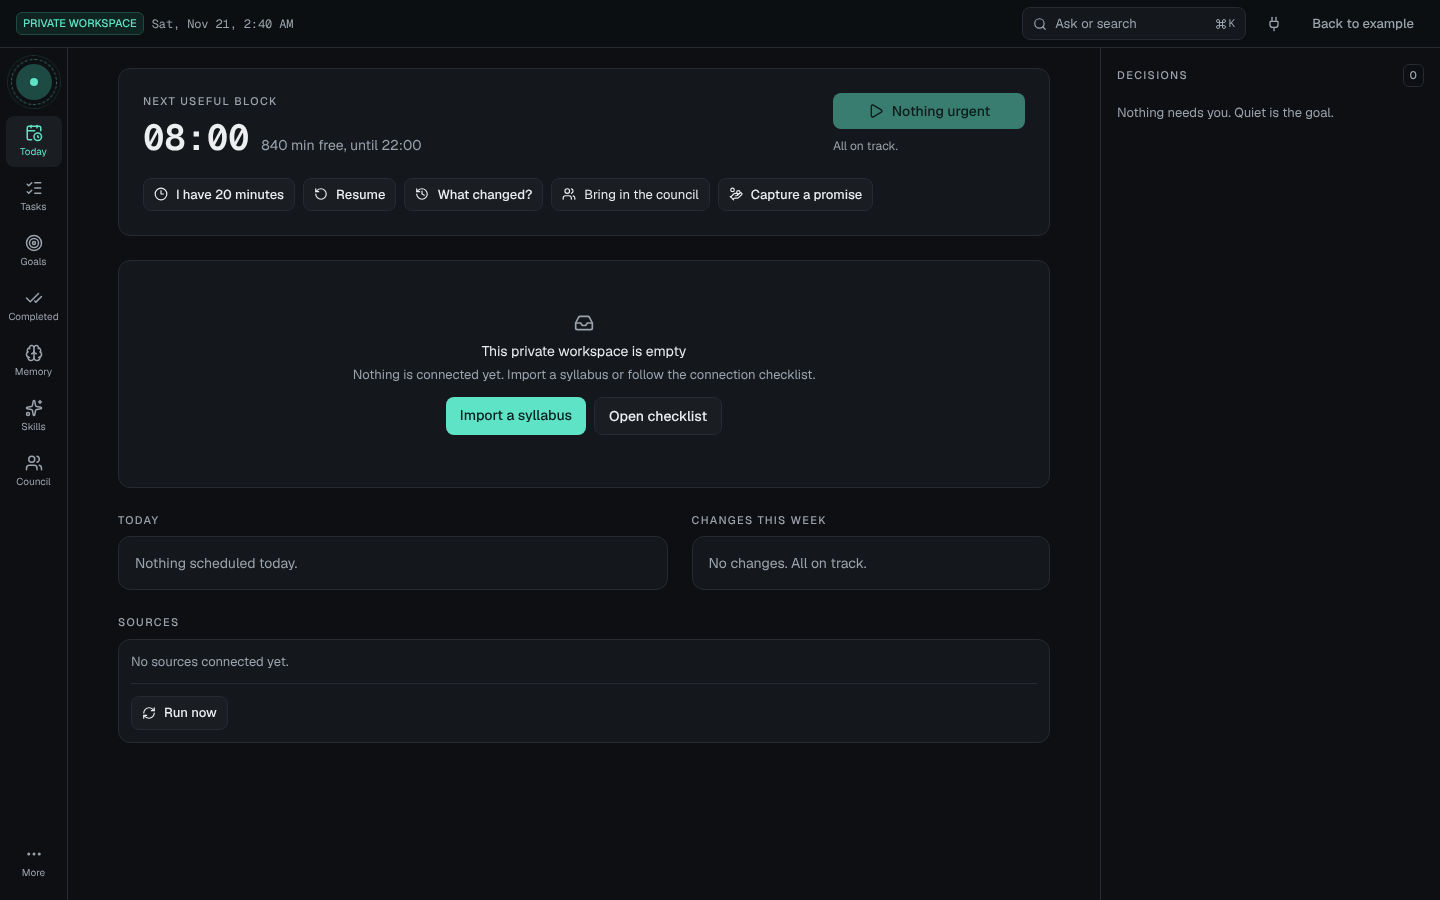 PRIVATE WORKSPACE
Sat, Nov 21, 2:40 AM
Ask or search
⌘K
Back to example
Today
Tasks
Goals
Completed
Memory
Skills
Council
More
NEXT USEFUL BLOCK
08:00
840 min free, until 22:00
Nothing urgent
All on track.
I have 20 minutes
Resume
What changed?
Bring in the council
Capture a promise
This private workspace is empty
Nothing is connected yet. Import a syllabus or follow the connection checklist.
Import a syllabus
Open checklist
TODAY
Nothing scheduled today.
CHANGES THIS WEEK
No changes. All on track.
SOURCES
No sources connected yet.
Run now
DECISIONS
0
Nothing needs you. Quiet is the goal.